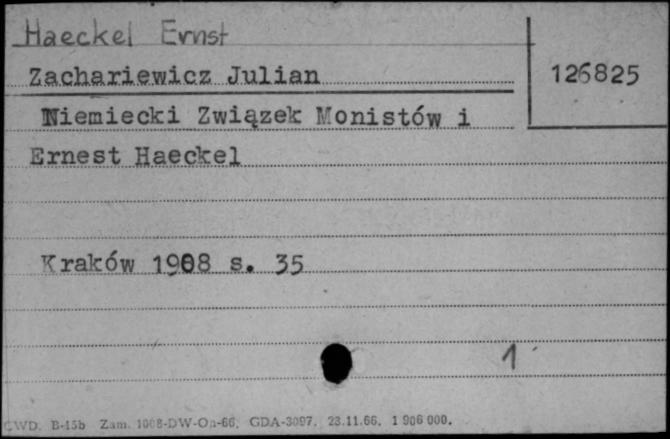 Haeckel Ernst
Zachariewicz Julian
126825
Niemiecki Związek Monistów i
Ernest Haeckel
Kraków 1908 s. 35
1
CWD. B-15b Zam. 1008-DW-Op-66. GDA-3097. 23.11.66. 1 906 000.